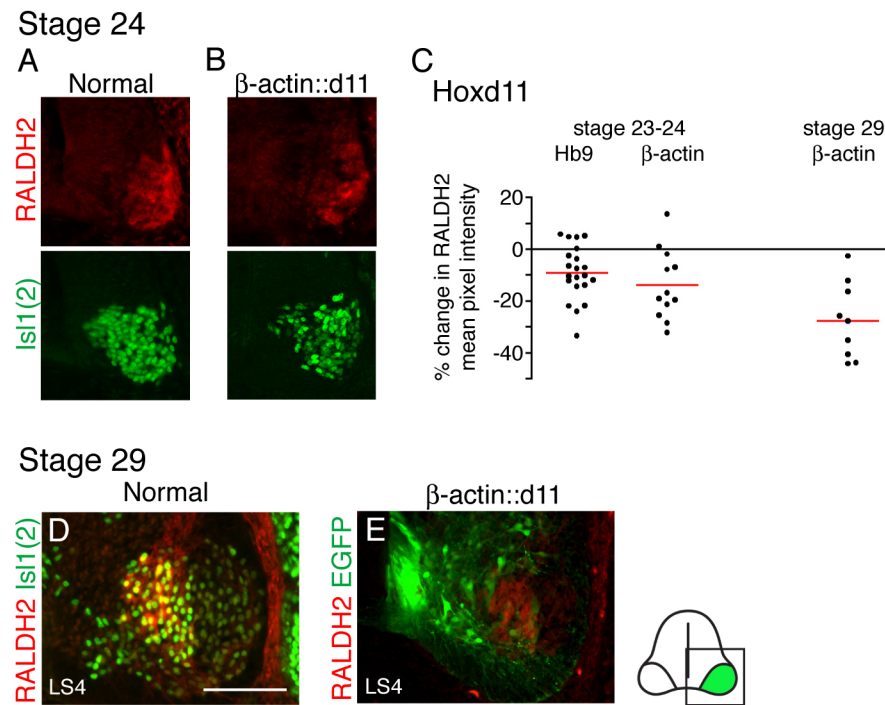 Stage 24
A
Normal
B
β-actin::d11
RALDH2
Isl1(2)
C
Hoxd11
stage 23-24
stage 29
Hb9
β-actin
β-actin
% change in RALDH2
mean pixel intensity
20
0
-20
-40
Stage 29
Normal
β-actin::d11
RALDH2 Isl1(2)
D
LS4
RALDH2 EGFP
E
LS4